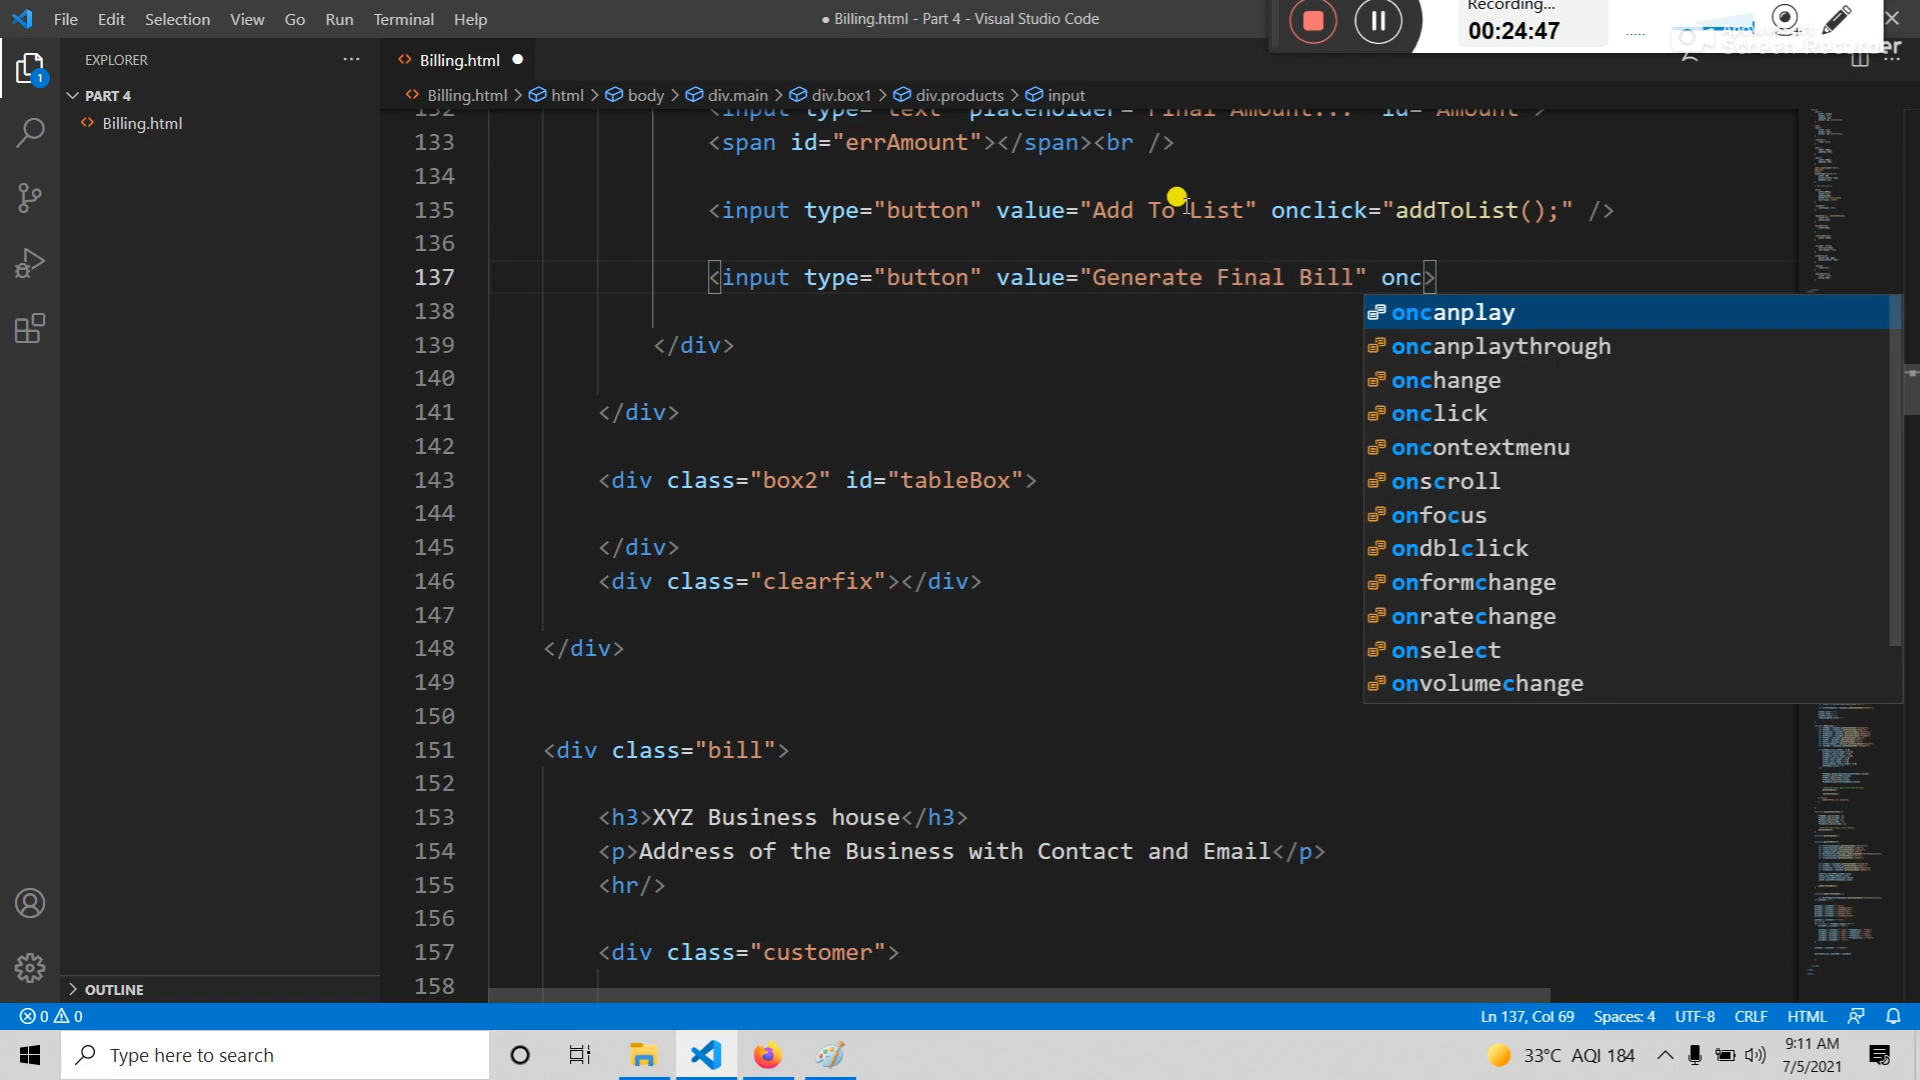 File Edit Selection View Go Run Terminal Help
● Billing.html - Part 4 - Visual Studio Code
Recording...
00:24:47
Screen Recorder
EXPLORER
PART 4
Billing.html
1
Billing.html
Billing.html > html > body > div.main > div.box1 > div.products > input
132 <input type="text" placeholder="Final Amount..." id="Amount">
133 <span id="errAmount"></span><br />
134
135 <input type="button" value="Add To List" onclick="addToList();" />
136
137 <input type="button" value="Generate Final Bill" onc>
138
139 </div>
140
141 </div>
142
143 <div class="box2" id="tableBox">
144
145 </div>
146 <div class="clearfix"></div>
147
148 </div>
149
150
151 <div class="bill">
152
153 <h3>XYZ Business house</h3>
154 <p>Address of the Business with Contact and Email</p>
155 <hr/>
156
157 <div class="customer">
158
oncanplay
oncanplaythrough
onchange
onclick
oncontextmenu
onscroll
onfocus
ondblclick
onformchange
onratechange
onselect
onvolumechange
OUTLINE
0 0
Ln 137, Col 69 Spaces: 4 UTF-8 CRLF HTML
Type here to search
33°C AQI 184
9:11 AM
7/5/2021